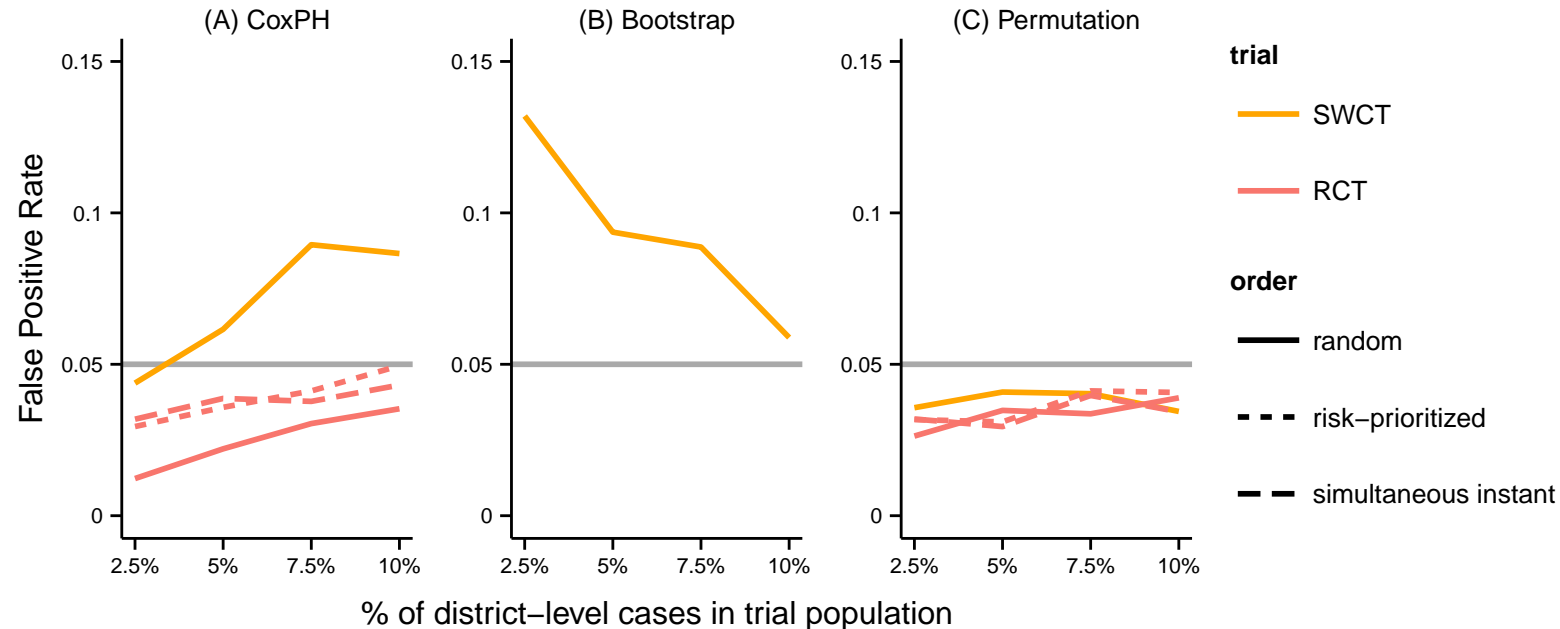 (A) CoxPH
(B) Bootstrap
(C) Permutation
False Positive Rate
0.15
0.1
0.05
0
2.5%
5%
7.5%
10%
0.15
0.1
0.05
0
2.5%
5%
7.5%
10%
0.15
0.1
0.05
0
2.5%
5%
7.5%
10%
% of district−level cases in trial population
trial
SWCT
RCT
order
random
risk−prioritized
simultaneous instant